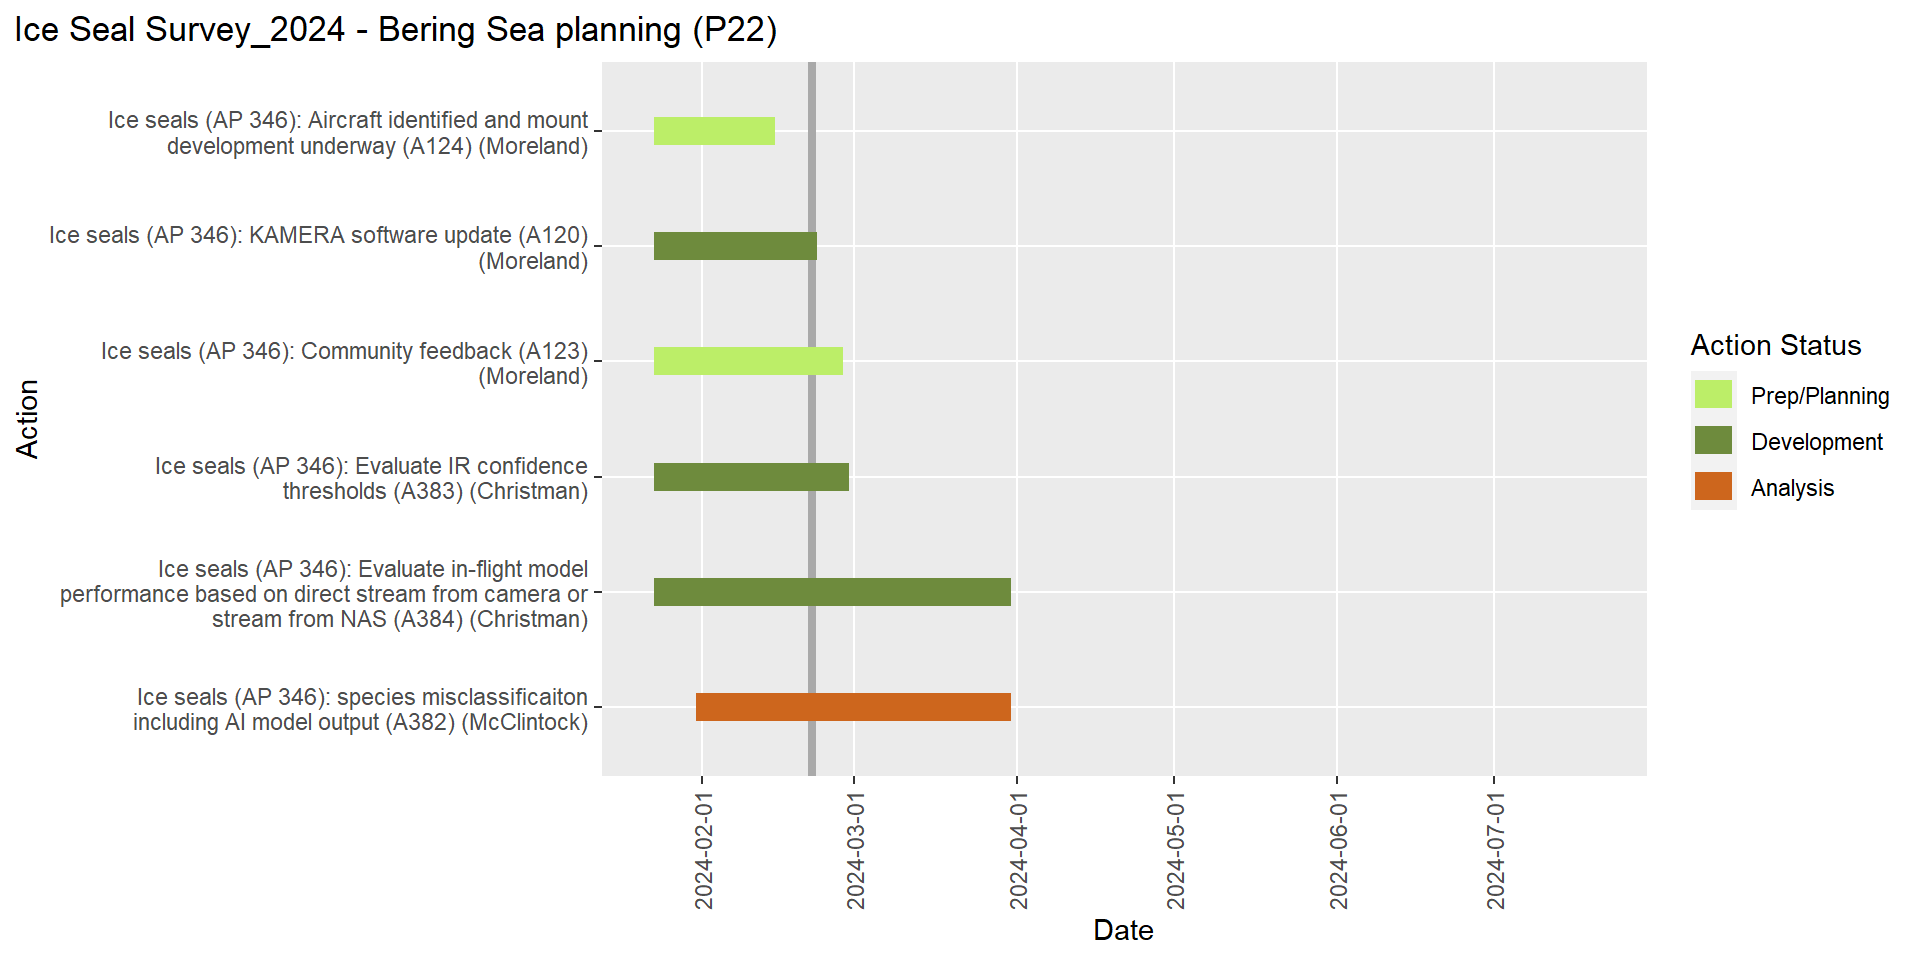 Ice Seal Survey_2024 - Bering Sea planning (P22)
Action
Ice seals (AP 346): Aircraft identified and mount
development underway (A124) (Moreland)
Ice seals (AP 346): KAMERA software update (A120)
(Moreland)
Ice seals (AP 346): Community feedback (A123)
(Moreland)
Ice seals (AP 346): Evaluate IR confidence
thresholds (A383) (Christman)
Ice seals (AP 346): Evaluate in-flight model
performance based on direct stream from camera or
stream from NAS (A384) (Christman)
Ice seals (AP 346): species misclassificaiton
including AI model output (A382) (McClintock)
2024-02-01
2024-03-01
2024-04-01
2024-05-01
2024-06-01
2024-07-01
Date
Action Status
Prep/Planning
Development
Analysis